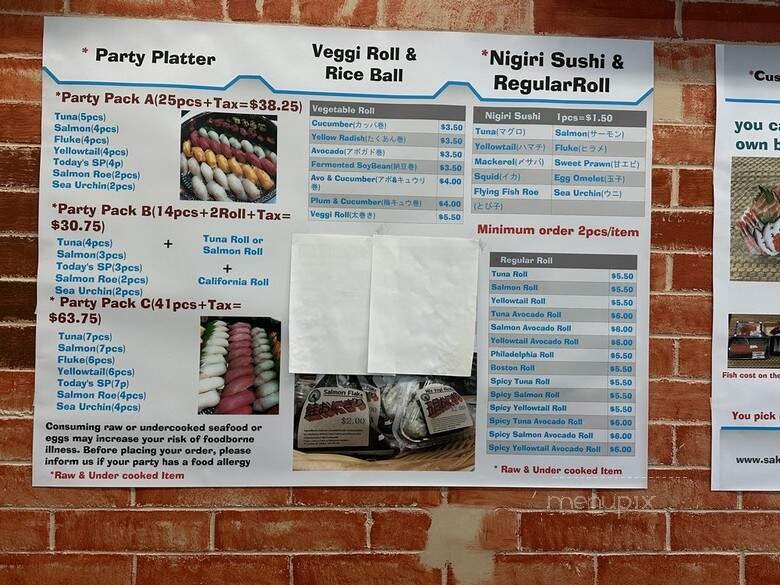 * Party Platter
*Party Pack A(25pcs+Tax=$38.25)
Tuna(5pcs)
Salmon(4pcs)
Fluke(4pcs)
Yellowtail(4pcs)
Today's SP(4p)
Salmon Roe(2pcs)
Sea Urchin(2pcs)
*Party Pack B(14pcs+2Roll+Tax=
$30.75)
Tuna(4pcs)
Salmon(3pcs)
Today's SP(3pcs)
Salmon Roe(2pcs)
Sea Urchin(2pcs)
+
Tuna Roll or
Salmon Roll
+
California Roll
* Party Pack C(41pcs+Tax=
$63.75)
Tuna(7pcs)
Salmon(7pcs)
Fluke(6pcs)
Yellowtail(6pcs)
Today's SP(7p)
Salmon Roe(4pcs)
Sea Urchin(4pcs)
Consuming raw or undercooked seafood or
eggs may increase your risk of foodborne
illness. Before placing your order, please
inform us if your party has a food allergy
*Raw & Under cooked Item
Veggi Roll &
Rice Ball
Vegetable Roll
Cucumber(カッパ巻) $3.50
Yellow Radish(たくあん巻) $3.50
Avocado(アボガド巻) $3.50
Fermented SoyBean(納豆巻) $3.50
Avo & Cucumber(アボ&キュウリ $4.00
巻)
Plum & Cucumber(梅キュウ巻) $4.00
Veggi Roll(太巻き) $5.50
Salmon Flake
$2.00
*Nigiri Sushi &
RegularRoll
Nigiri Sushi 1pcs=$1.50
Tuna(マグロ) Salmon(サーモン)
Yellowtail(ハマチ) Fluke(ヒラメ)
Mackerel(〆サバ) Sweet Prawn(甘エビ)
Squid(イカ) Egg Omelet(玉子)
Flying Fish Roe Sea Urchin(ウニ)
(とび子)
Minimum order 2pcs/item
Regular Roll
Tuna Roll $5.50
Salmon Roll $5.50
Yellowtail Roll $5.50
Tuna Avocado Roll $6.00
Salmon Avocado Roll $6.00
Yellowtail Avocado Roll $6.00
Philadelphia Roll $5.50
Boston Roll $5.50
Spicy Tuna Roll $5.50
Spicy Salmon Roll $5.50
Spicy Yellowtail Roll $5.50
Spicy Tuna Avocado Roll $6.00
Spicy Salmon Avocado Roll $6.00
Spicy Yellowtail Avocado Roll $6.00
* Raw & Under cooked Item
menupix
*Cus
you ca
own b
Fish cost on the
You pick
www.sak